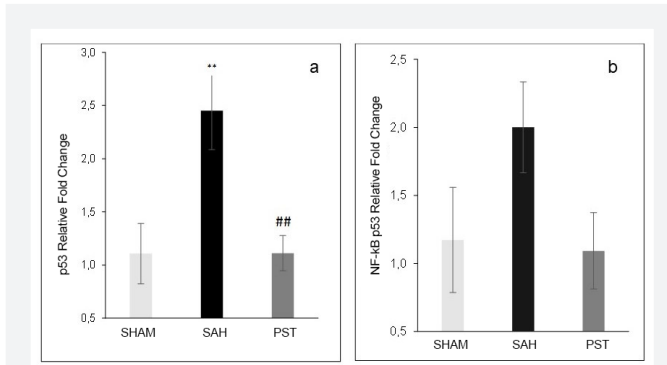 a
3,0
2,5
2,0
1,5
1,0
0,5
p53 Relative Fold Change
**
##
SHAM SAH PST
b
2,5
2,0
1,5
1,0
0,5
NF-kB p53 Relative Fold Change
SHAM SAH PST